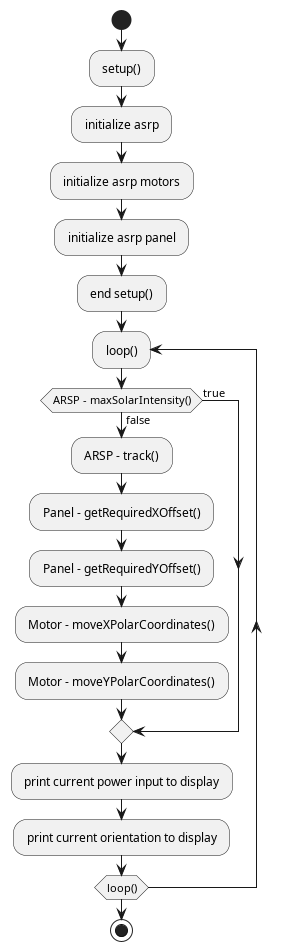 setup()
initialize asrp
initialize asrp motors
initialize asrp panel
end setup()
loop()
ARSP - maxSolarIntensity()
true
false
ARSP - track()
Panel - getRequiredXOffset()
Panel - getRequiredYOffset()
Motor - moveXPolarCoordinates()
Motor - moveYPolarCoordinates()
print current power input to display
print current orientation to display
loop()